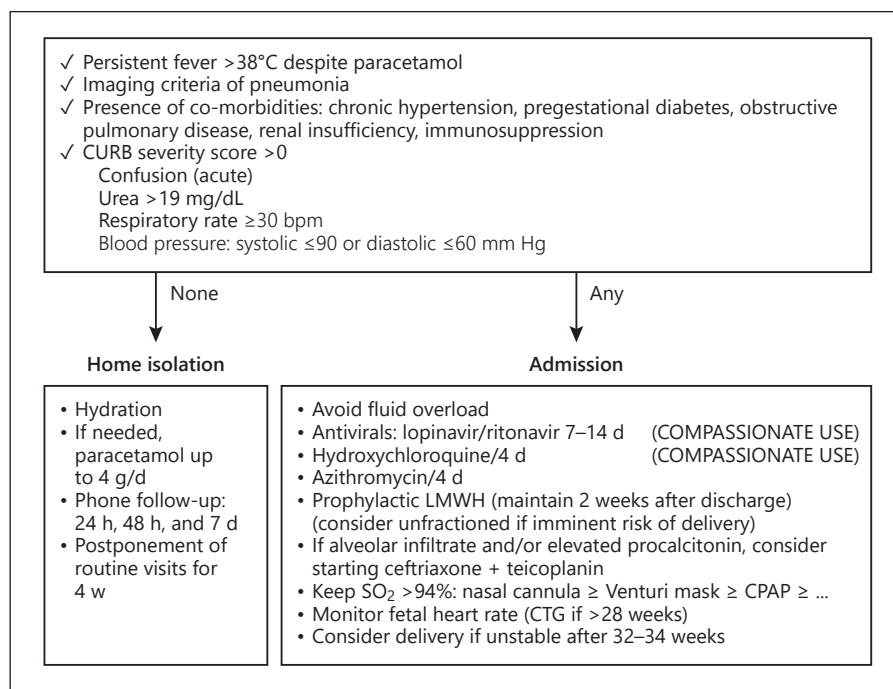 ✓ Persistent fever >38°C despite paracetamol
✓ Imaging criteria of pneumonia
✓ Presence of co-morbidities: chronic hypertension, pregestational diabetes, obstructive
pulmonary disease, renal insufficiency, immunosuppression
✓ CURB severity score >0
Confusion (acute)
Urea >19 mg/dL
Respiratory rate ≥30 bpm
Blood pressure: systolic ≤90 or diastolic ≤60 mm Hg
None
Any
Home isolation
• Hydration
• If needed,
paracetamol up
to 4 g/d
• Phone follow-up:
24 h, 48 h, and 7 d
• Postponement of
routine visits for
4 w
Admission
• Avoid fluid overload
• Antivirals: lopinavir/ritonavir 7–14 d (COMPASSIONATE USE)
• Hydroxychloroquine/4 d (COMPASSIONATE USE)
• Azithromycin/4 d
• Prophylactic LMWH (maintain 2 weeks after discharge)
(consider unfractioned if imminent risk of delivery)
• If alveolar infiltrate and/or elevated procalcitonin, consider
starting ceftriaxone + teicoplanin
• Keep SO₂ >94%: nasal cannula ≥ Venturi mask ≥ CPAP ≥ ...
• Monitor fetal heart rate (CTG if >28 weeks)
• Consider delivery if unstable after 32–34 weeks